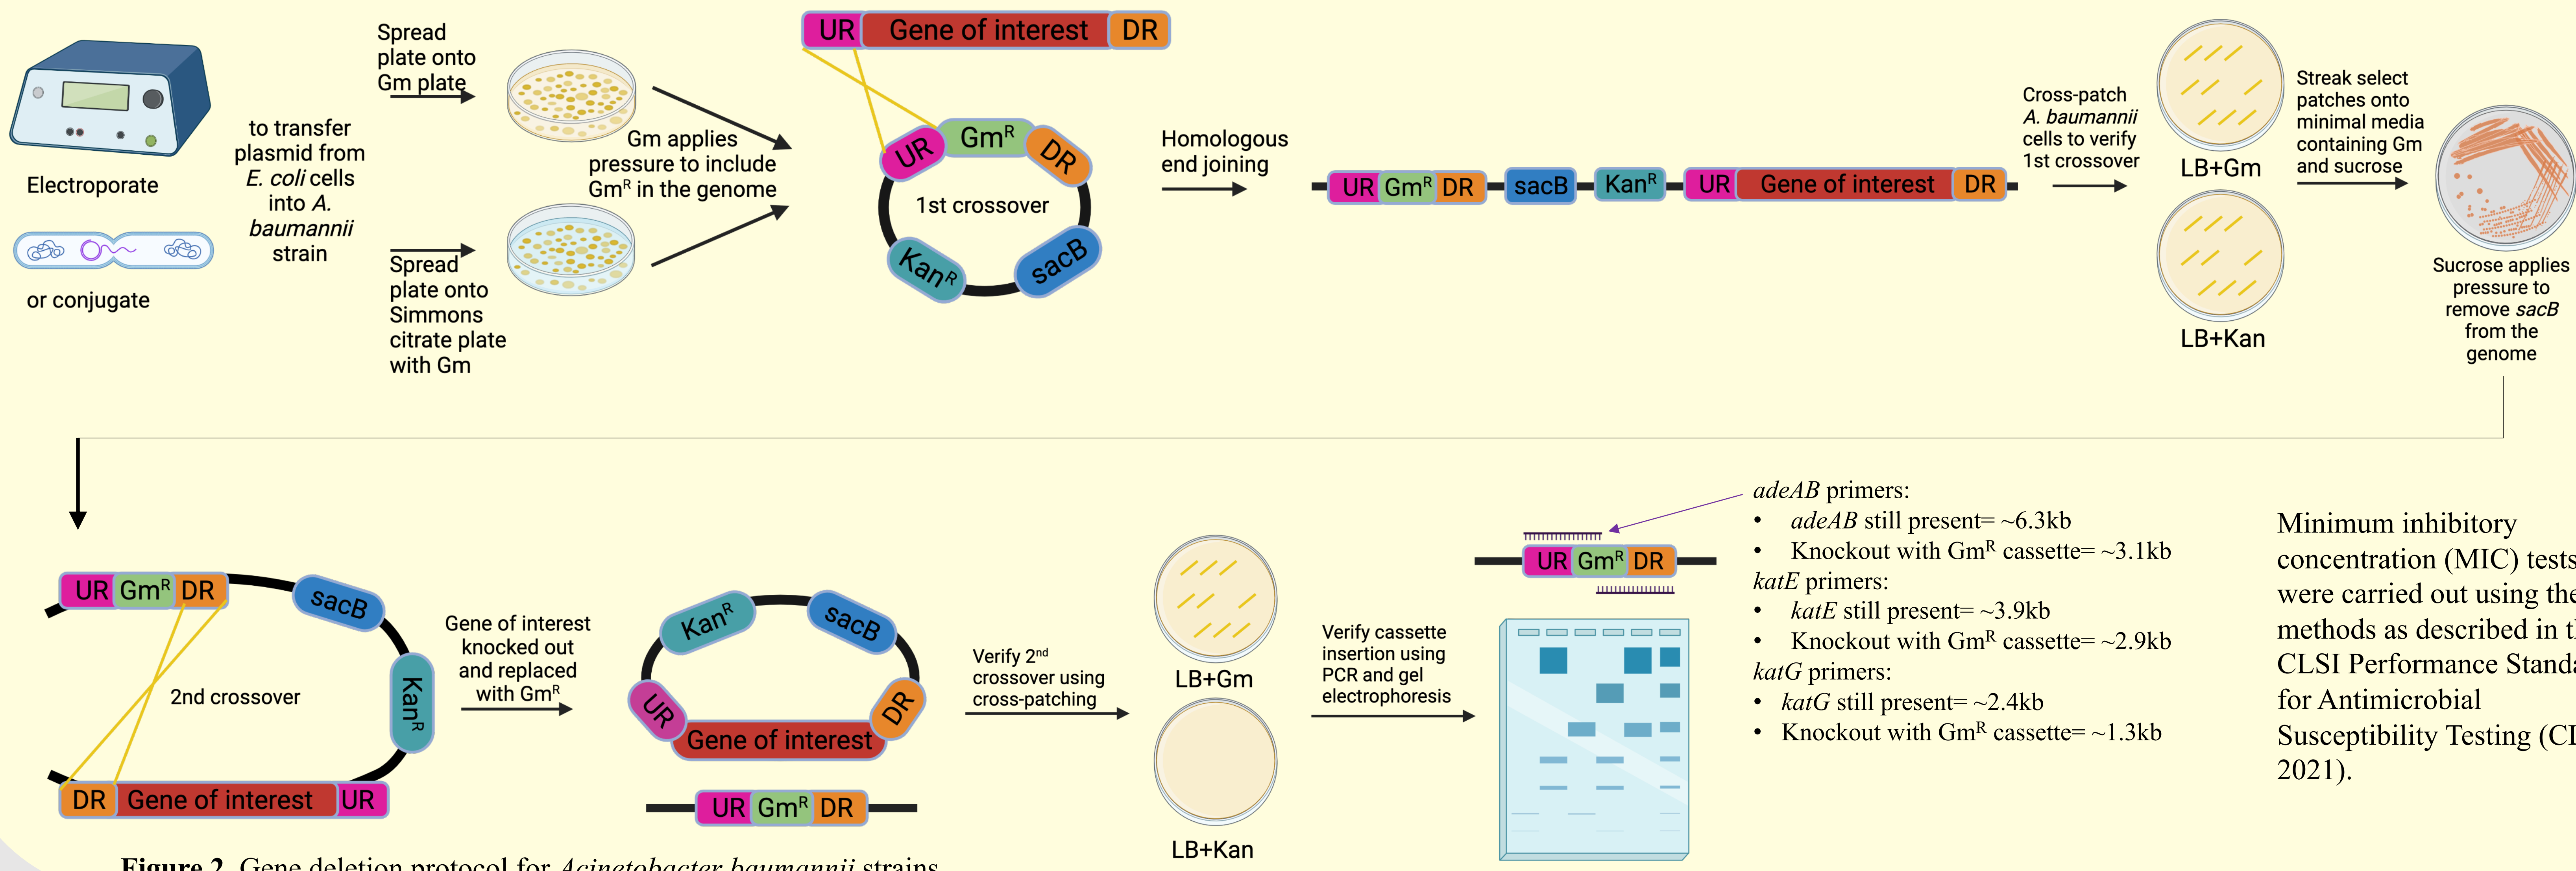 Electroporate
or conjugate
to transfer
plasmid from
E. coli cells
into A.
baumannii
strain
Spread
plate onto
Gm plate
Spread
plate onto
Simmons
citrate plate
with Gm
Gm applies
pressure to include
Gmᴿ in the genome
UR Gene of interest DR
UR Gmᴿ DR
1st crossover
Kanᴿ sacB
Homologous
end joining
UR Gmᴿ DR sacB Kanᴿ UR Gene of interest DR
Cross-patch
A. baumannii
cells to verify
1st crossover
LB+Gm
LB+Kan
Streak select
patches onto
minimal media
containing Gm
and sucrose
Sucrose applies
pressure to
remove sacB
from the
genome
UR Gmᴿ DR sacB
Kanᴿ
2nd crossover
DR Gene of interest UR
Gene of interest
knocked out
and replaced
with Gmᴿ
Kanᴿ sacB
UR DR
Gene of interest
UR Gmᴿ DR
Verify 2ⁿᵈ
crossover using
cross-patching
LB+Gm
LB+Kan
Verify cassette
insertion using
PCR and gel
electrophoresis
UR Gmᴿ DR
adeAB primers:
• adeAB still present= ~6.3kb
• Knockout with Gmᴿ cassette= ~3.1kb
katE primers:
• katE still present= ~3.9kb
• Knockout with Gmᴿ cassette= ~2.9kb
katG primers:
• katG still present= ~2.4kb
• Knockout with Gmᴿ cassette= ~1.3kb
Minimum inhibitory
concentration (MIC) tests
were carried out using the
methods as described in
CLSI Performance
for Antimicrobial
Susceptibility Testing
2021).
Figure 2. Gene deletion protocol for Acinetobacter baumannii strains